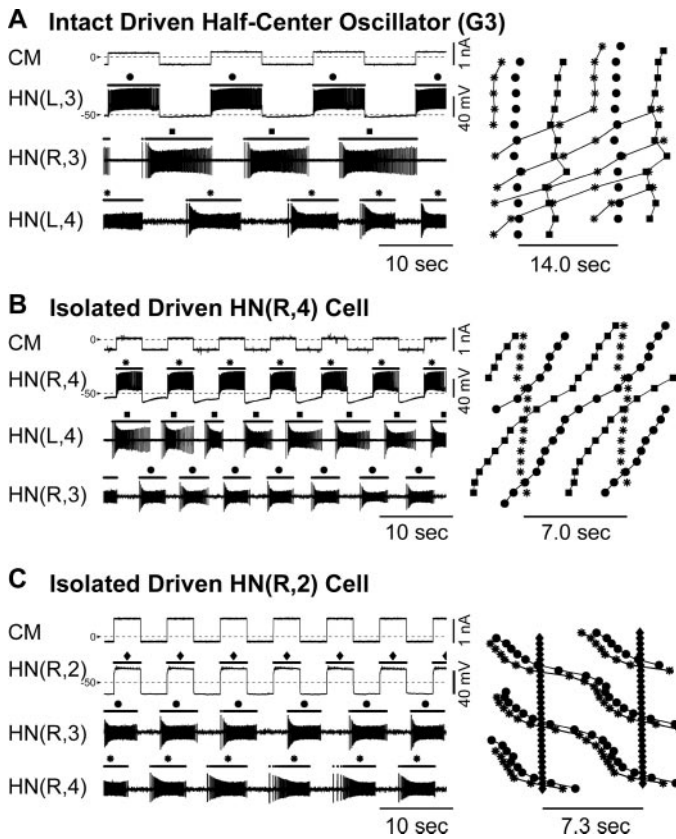 A Intact Driven Half-Center Oscillator (G3)
CM
0
1 nA
HN(L,3)
-50
40 mV
HN(R,3)
HN(L,4)
10 sec
14.0 sec
B Isolated Driven HN(R,4) Cell
CM
0
1 nA
HN(R,4)
-50
40 mV
HN(L,4)
HN(R,3)
10 sec
7.0 sec
C Isolated Driven HN(R,2) Cell
CM
0
1 nA
HN(R,2)
-50
40 mV
HN(R,3)
HN(R,4)
10 sec
7.3 sec